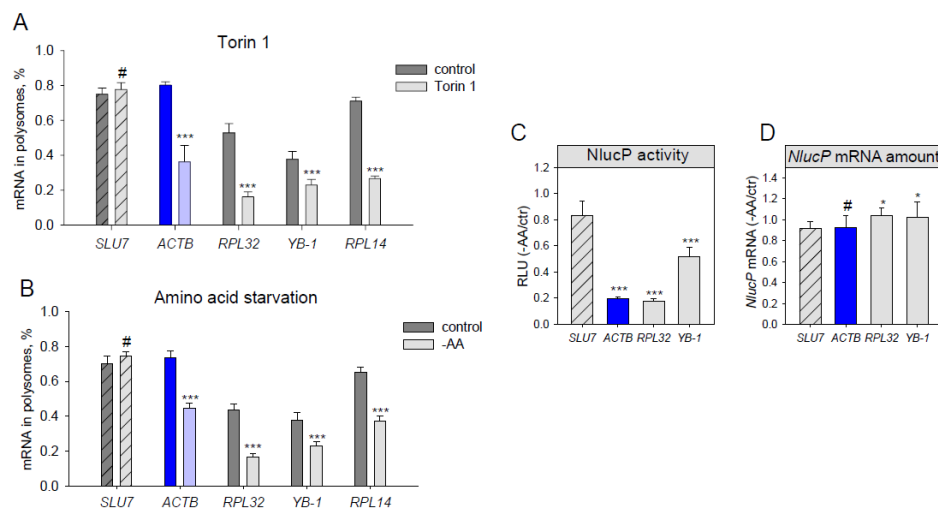 A
Torin 1
mRNA in polysomes, %
1.0
0.8
0.6
0.4
0.2
0.0
#
***
***
***
***
control
Torin 1
SLU7 ACTB RPL32 YB-1 RPL14
B
Amino acid starvation
mRNA in polysomes, %
1.0
0.8
0.6
0.4
0.2
0.0
#
***
***
***
***
control
-AA
SLU7 ACTB RPL32 YB-1 RPL14
C
NlucP activity
RLU (-AA/ctr)
1.2
1.0
0.8
0.6
0.4
0.2
0.0
***
***
***
SLU7 ACTB RPL32 YB-1
D
NlucP mRNA amount
NlucP mRNA (-AA/ctr)
1.4
1.2
1.0
0.8
0.6
0.4
0.2
0.0
#
*
*
SLU7 ACTB RPL32 YB-1